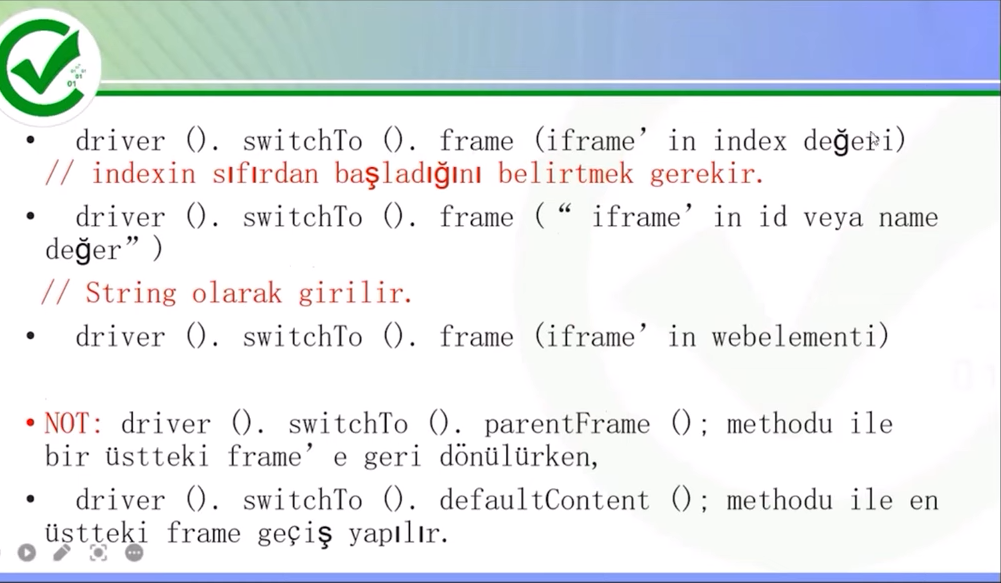 • driver (). switchTo (). frame (iframe’ in index değeri)
// indexin sıfırdan başladığını belirtmek gerekir.
• driver (). switchTo (). frame (“ iframe’ in id veya name
değer” )
// String olarak girilir.
• driver (). switchTo (). frame (iframe’ in webelementi)
• NOT: driver (). switchTo (). parentFrame (); methodu ile
bir üstteki frame’ e geri dönülürken,
• driver (). switchTo (). defaultContent (); methodu ile en
üstteki frame geçiş yapılır.